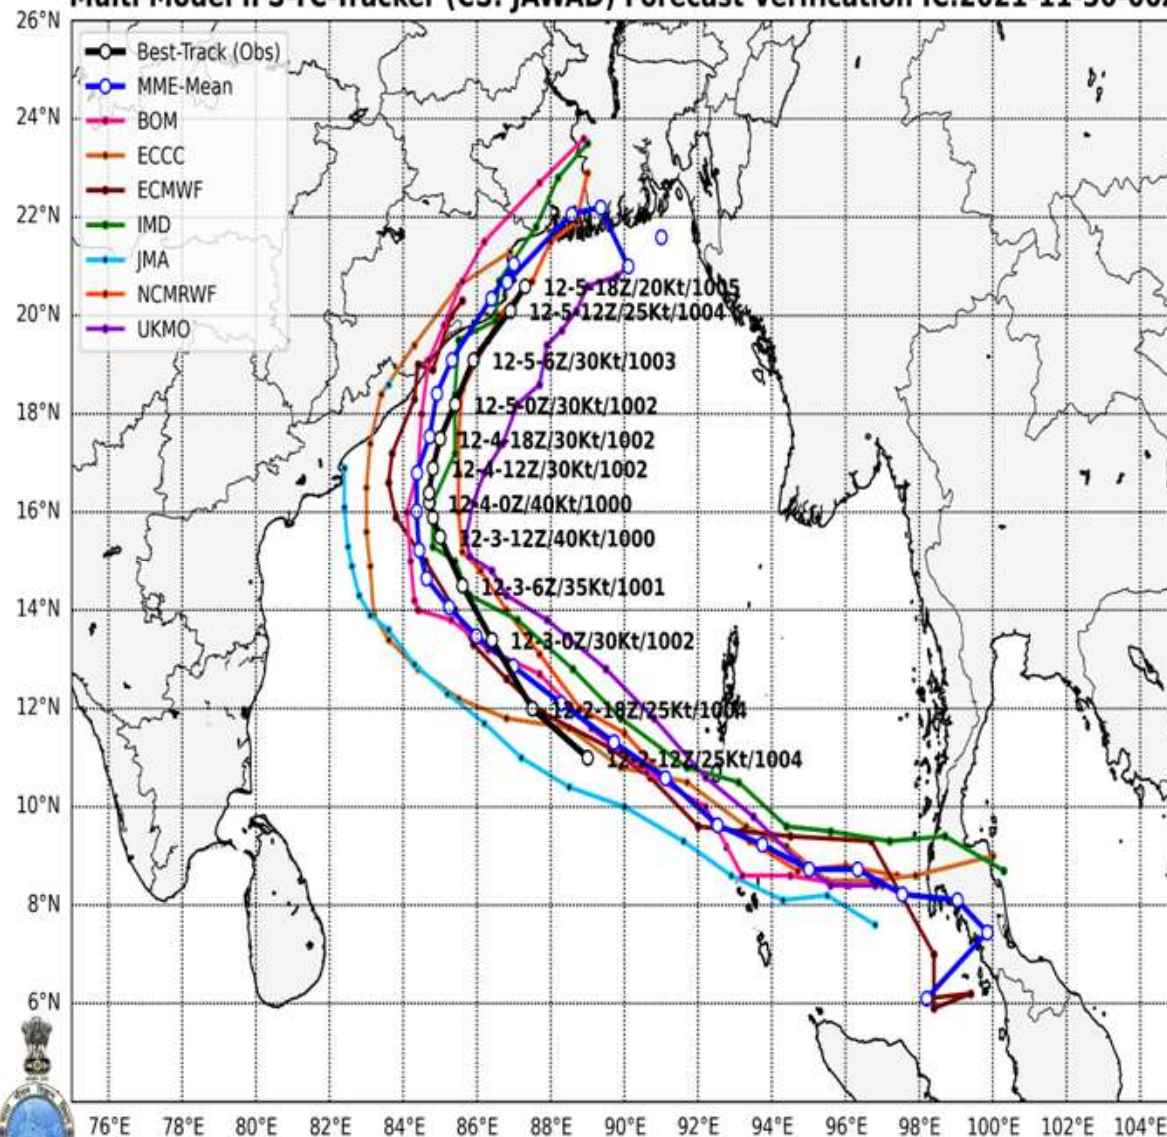 Multi-Model IPS-TC-Tracker (CS: JAWAD) Forecast Verification IC:2021-11-30-00Z
26°N
24°N
22°N
20°N
18°N
16°N
14°N
12°N
10°N
8°N
6°N
Best-Track (Obs)
MME-Mean
BOM
ECCC
ECMWF
IMD
JMA
NCMRWF
UKMO
12-5-18Z/20Kt/1005
12-5-12Z/25Kt/1004
12-5-6Z/30Kt/1003
12-5-0Z/30Kt/1002
12-4-18Z/30Kt/1002
12-4-12Z/30Kt/1002
12-4-0Z/40Kt/1000
12-3-12Z/40Kt/1000
12-3-6Z/35Kt/1001
12-3-0Z/30Kt/1002
12-2-18Z/25Kt/1004
12-2-12Z/25Kt/1004
76°E 78°E 80°E 82°E 84°E 86°E 88°E 90°E 92°E 94°E 96°E 98°E 100°E 102°E 104°E